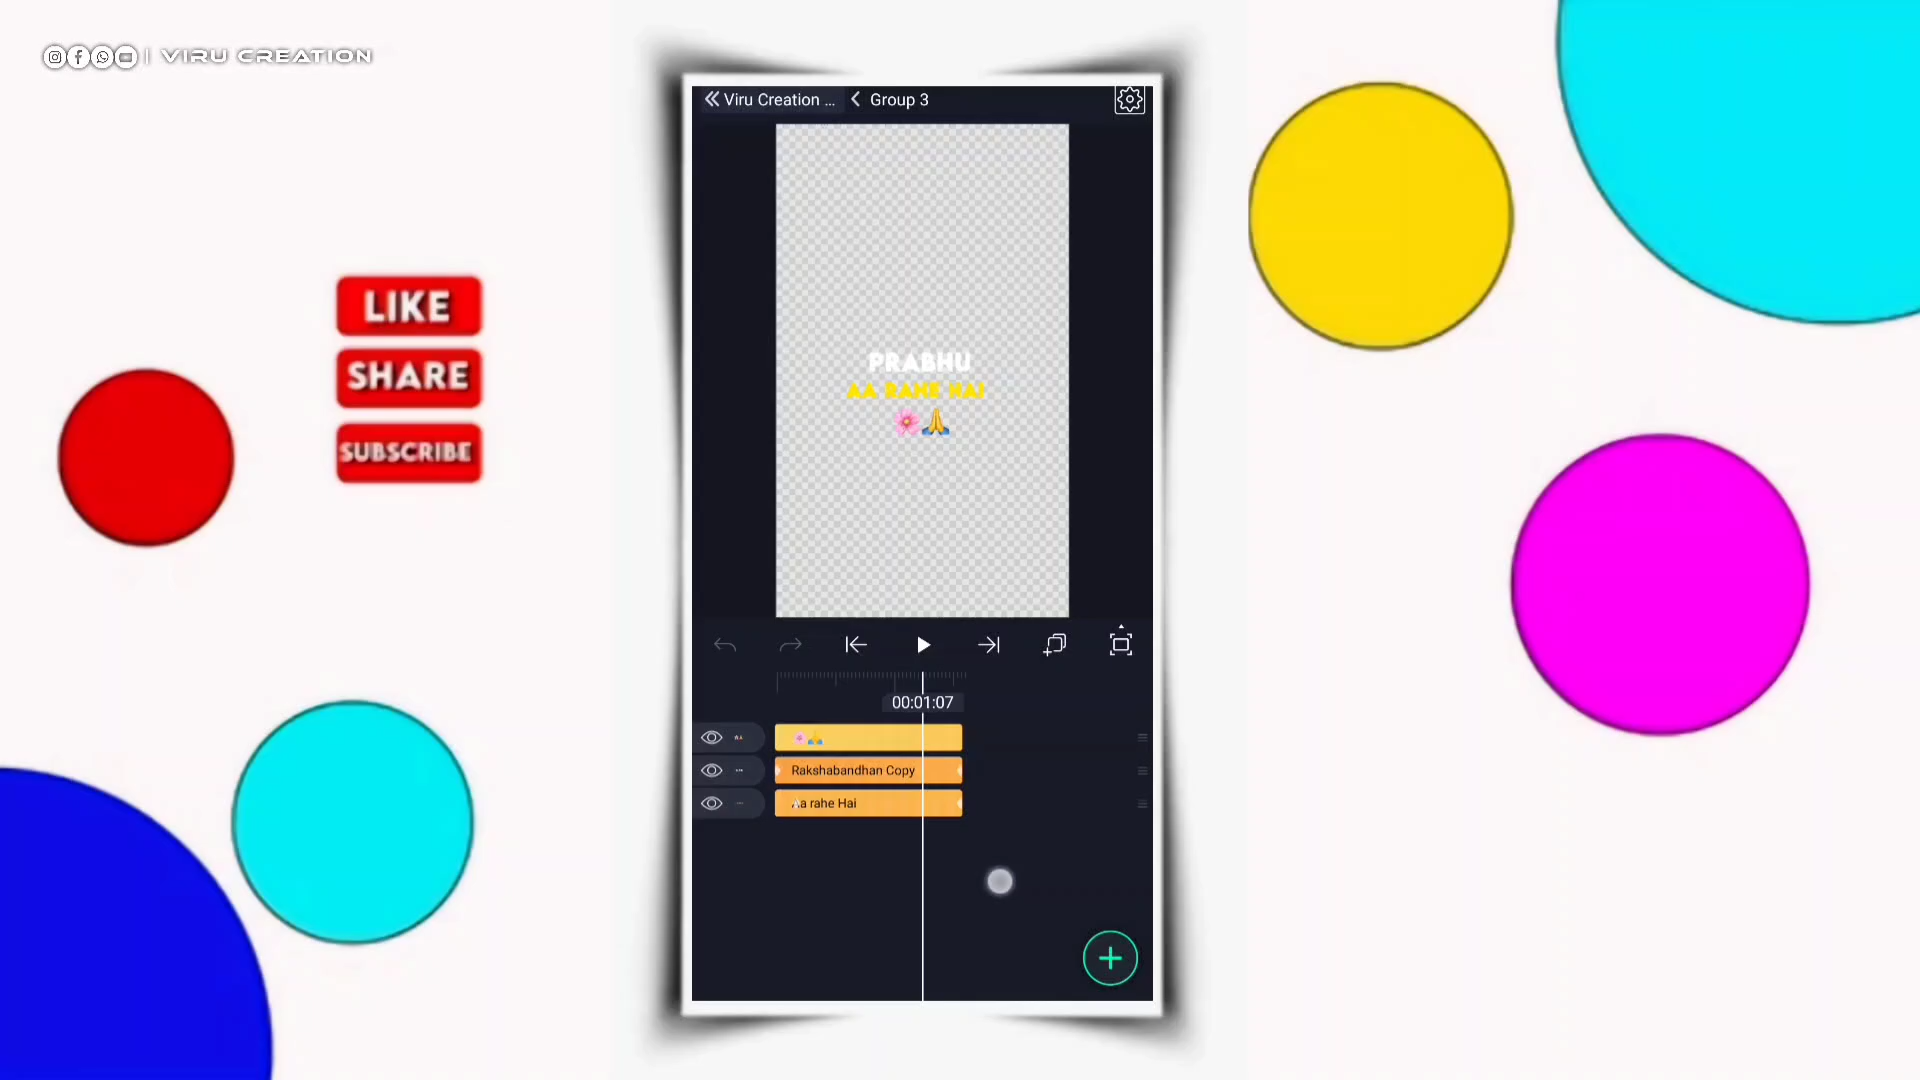 | VIRU CREATION
LIKE
SHARE
SUBSCRIBE
Viru Creation ...
Group 3
PRABHU
AA RAHE HAI
🌸🙏
00:01:07
🌸🙏
Rakshabandhan Copy
Aa rahe Hai